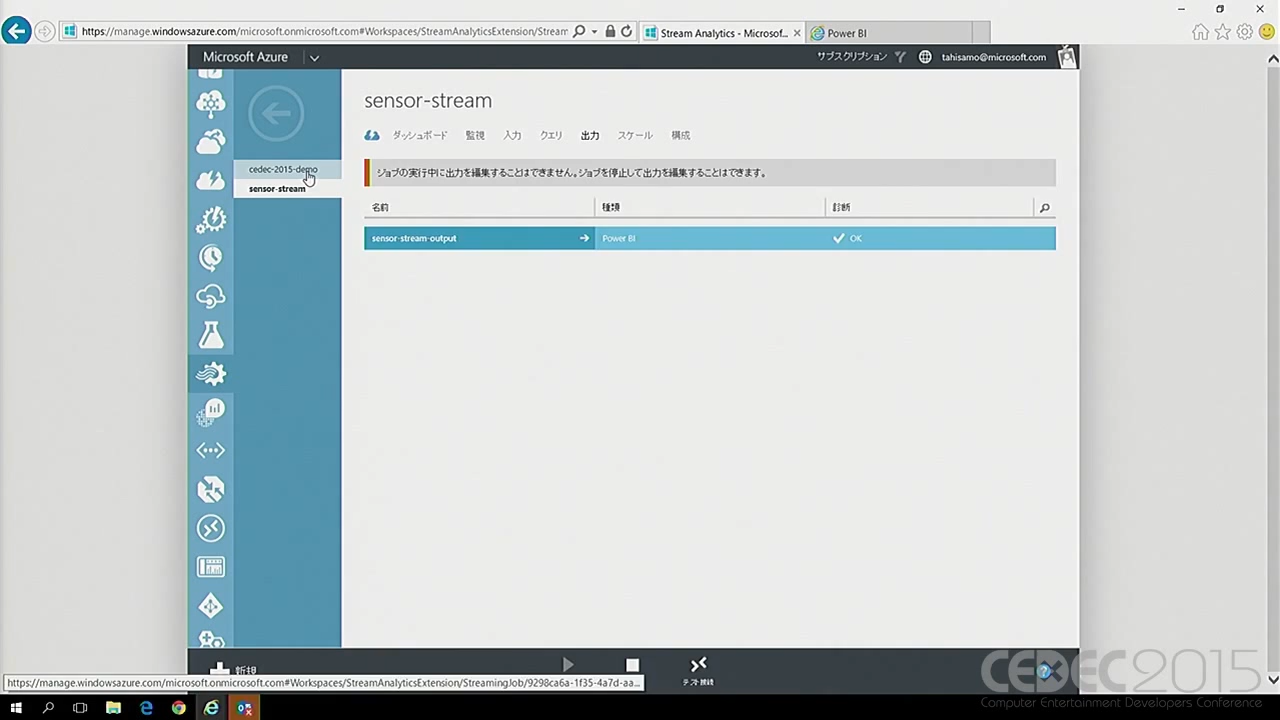 https://manage.windowsazure.com/microsoft.onmicrosoft.com#Workspaces/StreamAnalyticsExtension/Stream
Stream Analytics - Microsof...
Power BI
Microsoft Azure
サブスクリプション
tahisamo@microsoft.com
sensor-stream
ダッシュボード 監視 入力 クエリ 出力 スケール 構成
cedec-2015-demo
sensor-stream
ジョブの実行中に出力を編集することはできません。ジョブを停止して出力を編集することはできます。
名前 種類 診断
sensor-stream-output Power BI OK
新規
テスト接続
https://manage.windowsazure.com/microsoft.onmicrosoft.com#Workspaces/StreamAnalyticsExtension/StreamingJob/9298ca6a-1f35-4a7d-aa...
CEDEC2015
Computer Entertainment Developers Conference